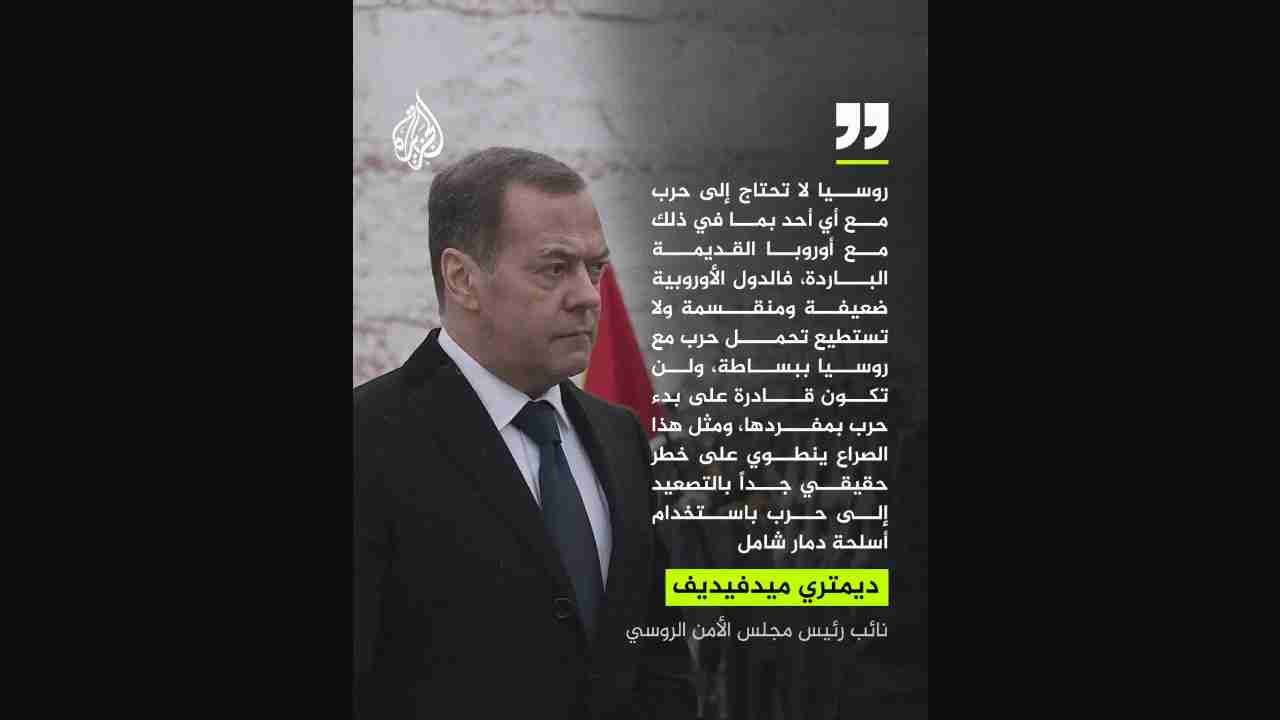 الجزيرة
روسيا لا تحتاج إلى حرب
مع أي أحد بما في ذلك
مع أوروبا القديمة
الباردة، فالدول الأوروبية
ضعيفة ومنقسمة ولا
تستطيع تحمل حرب مع
روسيا ببساطة، ولن
تكون قادرة على بدء
حرب بمفردها، ومثل هذا
الصراع ينطوي على خطر
حقيقي جداً بالتصعيد
إلى حرب باستخدام
أسلحة دمار شامل
ديمتري ميدفيديف
نائب رئيس مجلس الأمن الروسي